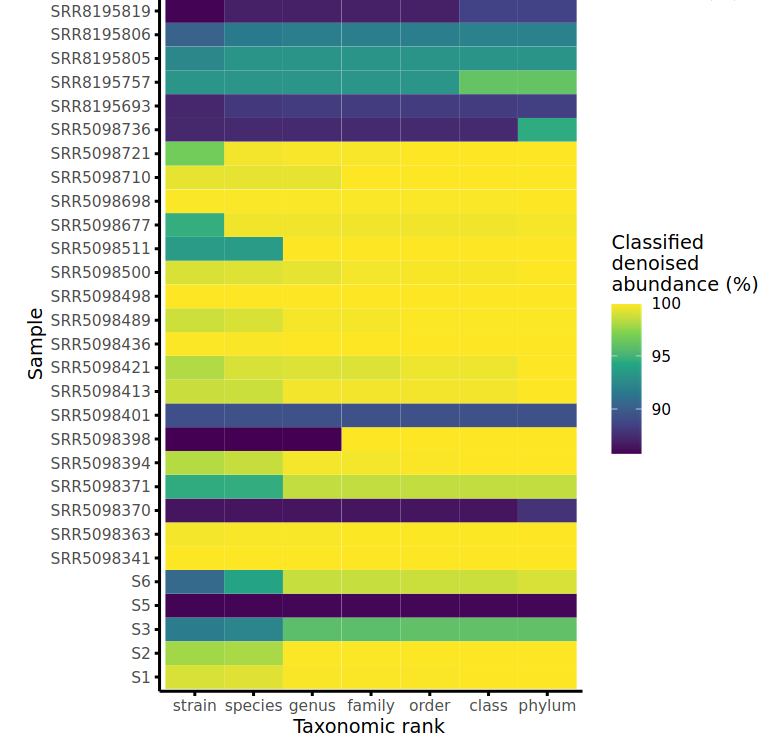 SRR8195819
SRR8195806
SRR8195805
SRR8195757
SRR8195693
SRR5098736
SRR5098721
SRR5098710
SRR5098698
SRR5098677
SRR5098511
SRR5098500
SRR5098498
SRR5098489
SRR5098436
SRR5098421
SRR5098413
SRR5098401
SRR5098398
SRR5098394
SRR5098371
SRR5098370
SRR5098363
SRR5098341
S6
S5
S3
S2
S1
Sample
strain species genus family order class phylum
Taxonomic rank
Classified
denoised
abundance (%)
100
95
90